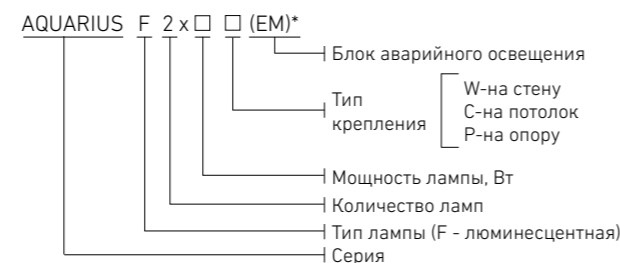 AQUARIUS F 2 x □ □ (EM)*
Блок аварийного освещения
Тип
крепления
W-на стену
С-на потолок
Р-на опору
Мощность лампы, Вт
Количество ламп
Тип лампы (F - люминесцентная)
Серия